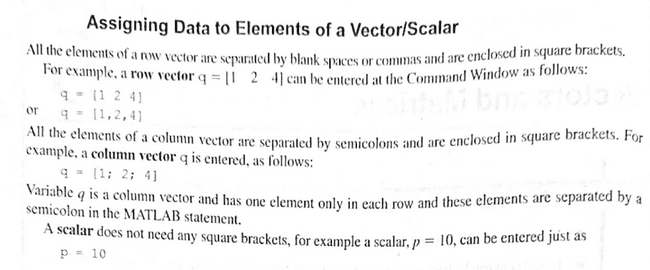 Assigning Data to Elements of a Vector/Scalar
All the elements of a row vector are separated by blank spaces or commas and are enclosed in square brackets.
For example, a row vector q = [1 2 4] can be entered at the Command Window as follows:
q = [1 2 4]
or q = [1,2,4]
All the elements of a column vector are separated by semicolons and are enclosed in square brackets. For
example, a column vector q is entered, as follows:
q = [1; 2; 4]
Variable q is a column vector and has one element only in each row and these elements are separated by a
semicolon in the MATLAB statement.
A scalar does not need any square brackets, for example a scalar, p = 10, can be entered just as
p = 10